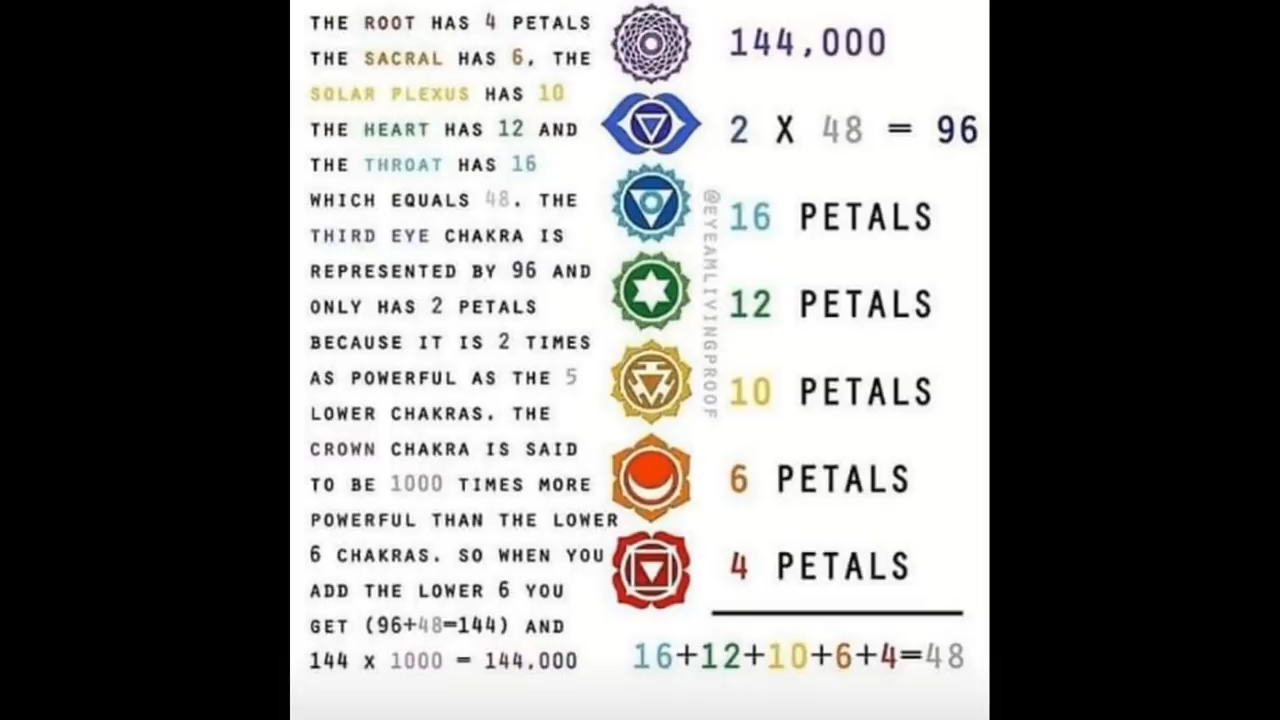 THE ROOT HAS 4 PETALS
THE SACRAL HAS 6. THE
SOLAR PLEXUS HAS 10
THE HEART HAS 12 AND
THE THROAT HAS 16
WHICH EQUALS 48. THE
THIRD EYE CHAKRA IS
REPRESENTED BY 96 AND
ONLY HAS 2 PETALS
BECAUSE IT IS 2 TIMES
AS POWERFUL AS THE 5
LOWER CHAKRAS. THE
CROWN CHAKRA IS SAID
TO BE 1000 TIMES MORE
POWERFUL THAN THE LOWER
6 CHAKRAS. SO WHEN YOU
ADD THE LOWER 6 YOU
GET (96+48=144) AND
144 X 1000 = 144,000
144,000
2 X 48 = 96
16 PETALS
12 PETALS
10 PETALS
6 PETALS
4 PETALS
16+12+10+6+4=48
@EYEAMLIVINGPROOF